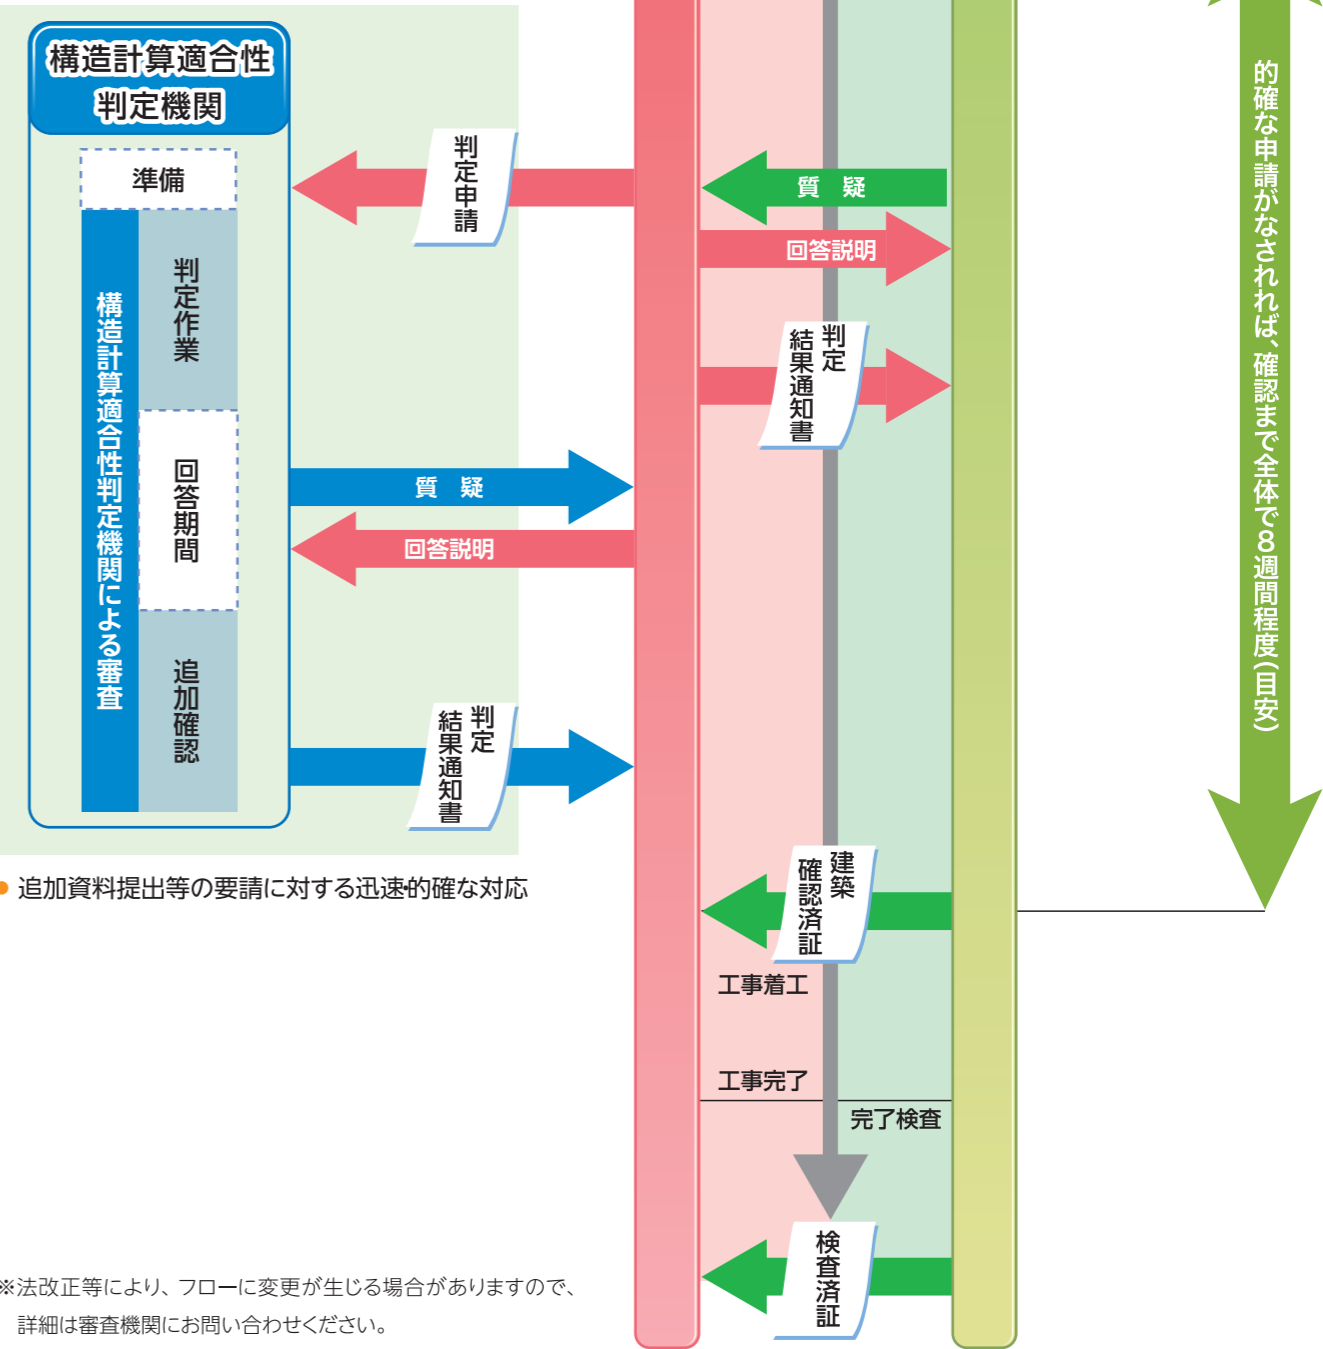 構造計算適合性
判定機関
準備
構造計算適合性判定機関による審査
判定作業
回答期間
追加確認
判定申請
質 疑
回答説明
判定
結果通知書
質 疑
回答説明
判定
結果通知書
建築
確認済証
工事着工
工事完了
完了検査
検査済証
的確な申請がなされれば、確認まで全体で8週間程度(目安)
● 追加資料提出等の要請に対する迅速・的確な対応
※法改正等により、フローに変更が生じる場合がありますので、
詳細は審査機関にお問い合わせください。